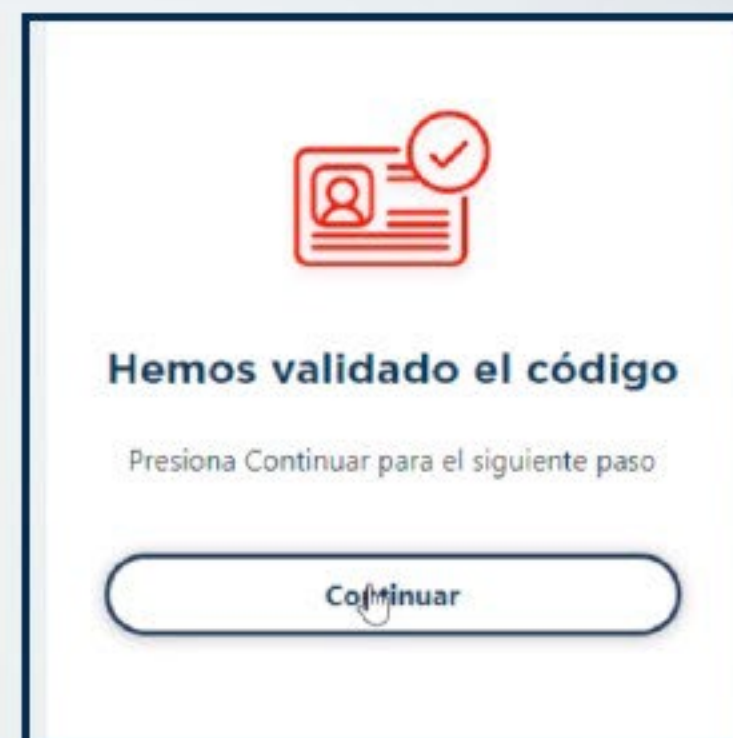 Hemos validado el código
Presiona Continuar para el siguiente paso
Continuar